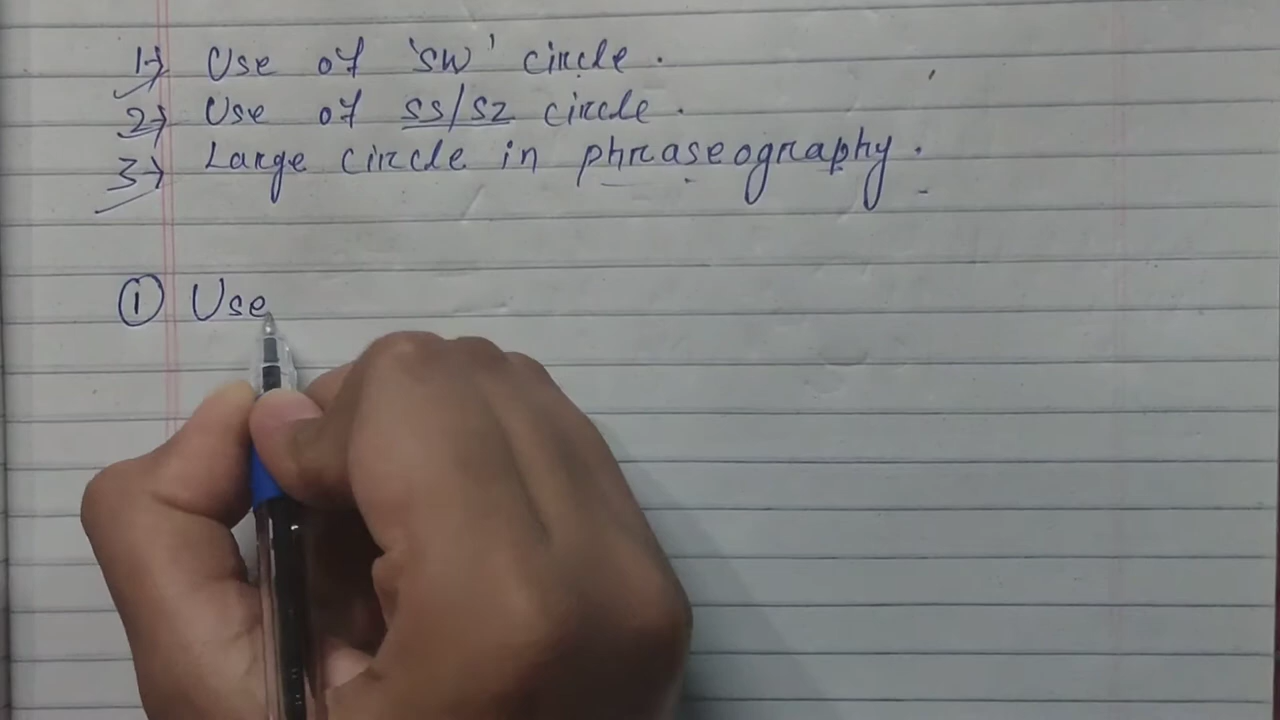 1→ Use of 'SW' circle.
2→ Use of SS/SZ circle.
3→ Large circle in phraseography.
① Use